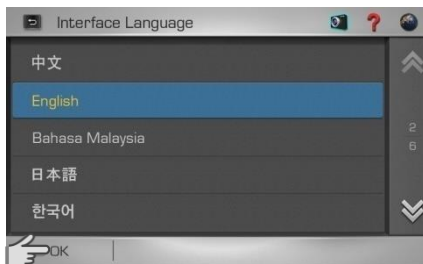 Interface Language
中文
English
Bahasa Malaysia
日本語
한국어
2
6
OK